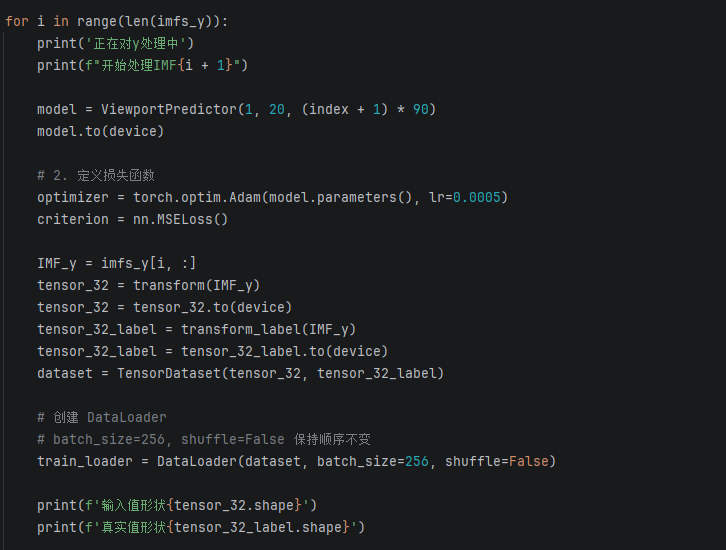 for i in range(len(imfs_y)):
print('正在对y处理中')
print(f"开始处理IMF{i + 1}")
model = ViewportPredictor(1, 20, (index + 1) * 90)
model.to(device)
# 2. 定义损失函数
optimizer = torch.optim.Adam(model.parameters(), lr=0.0005)
criterion = nn.MSELoss()
IMF_y = imfs_y[i, :]
tensor_32 = transform(IMF_y)
tensor_32 = tensor_32.to(device)
tensor_32_label = transform_label(IMF_y)
tensor_32_label = tensor_32_label.to(device)
dataset = TensorDataset(tensor_32, tensor_32_label)
# 创建 DataLoader
# batch_size=256, shuffle=False 保持顺序不变
train_loader = DataLoader(dataset, batch_size=256, shuffle=False)
print(f'输入值形状{tensor_32.shape}')
print(f'真实值形状{tensor_32_label.shape}')